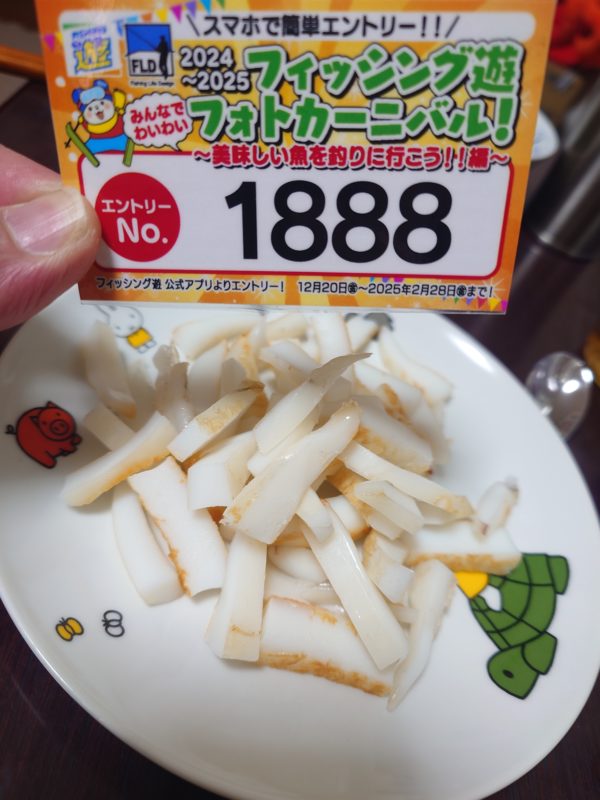 \スマホで簡単エントリー!!/
遊
FLD
Fishing Life Design
2024
~2025
フィッシング遊
みんなで
わいわい
フォトカーニバル!
~美味しい魚を釣りに行こう!!編~
エントリー
No.
1888
フィッシング遊 公式アプリよりエントリー! 12月20日㊎~2025年2月28日㊎まで!